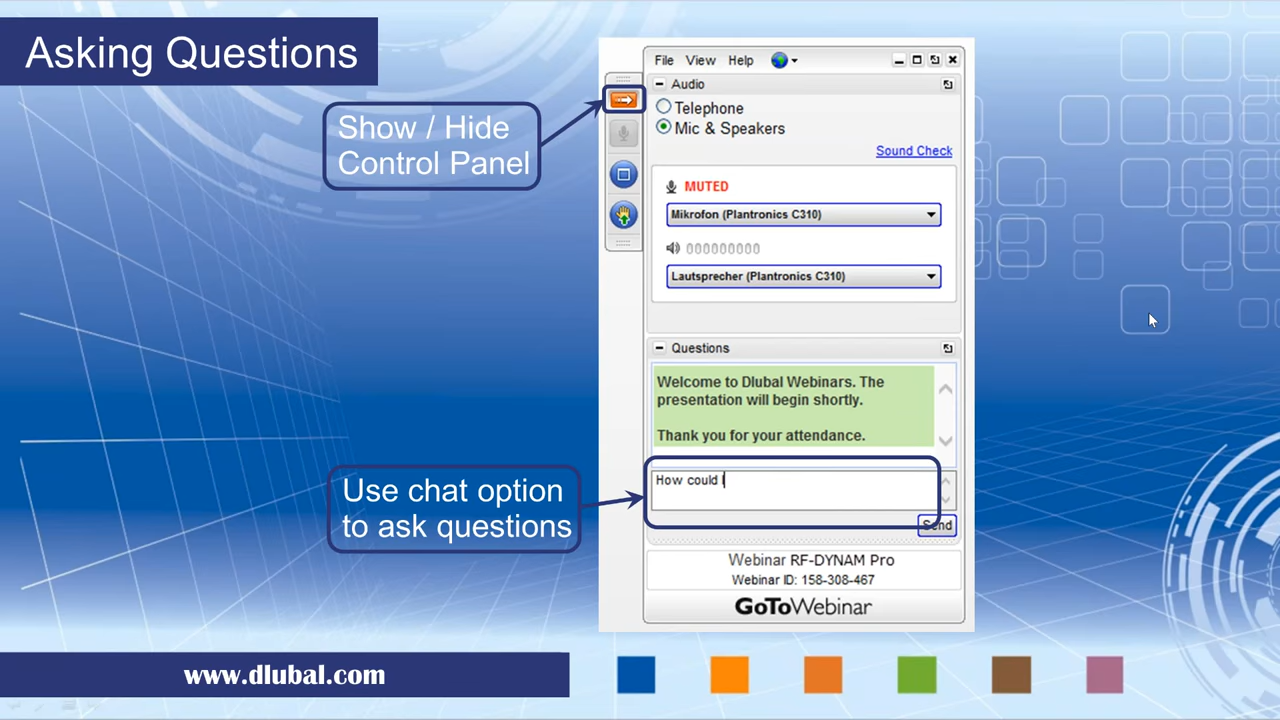 Asking Questions
Show / Hide
Control Panel
File View Help
Audio
Telephone
Mic & Speakers
Sound Check
MUTED
Mikrofon (Plantronics C310)
000000000
Lautsprecher (Plantronics C310)
Questions
Welcome to Dlubal Webinars. The
presentation will begin shortly.
Thank you for your attendance.
Use chat option
to ask questions
How could I
Send
Webinar RF-DYNAM Pro
Webinar ID: 158-308-467
GoToWebinar
www.dlubal.com